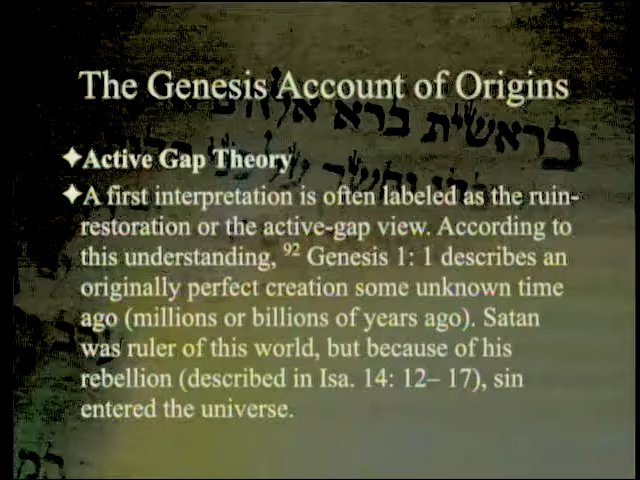 The Genesis Account of Origins
בראשית ברא אלהים
✦Active Gap Theory
✦A first interpretation is often labeled as the ruin-
restoration or the active-gap view. According to
this understanding, 92 Genesis 1: 1 describes an
originally perfect creation some unknown time
ago (millions or billions of years ago). Satan
was ruler of this world, but because of his
rebellion (described in Isa. 14: 12– 17), sin
entered the universe.